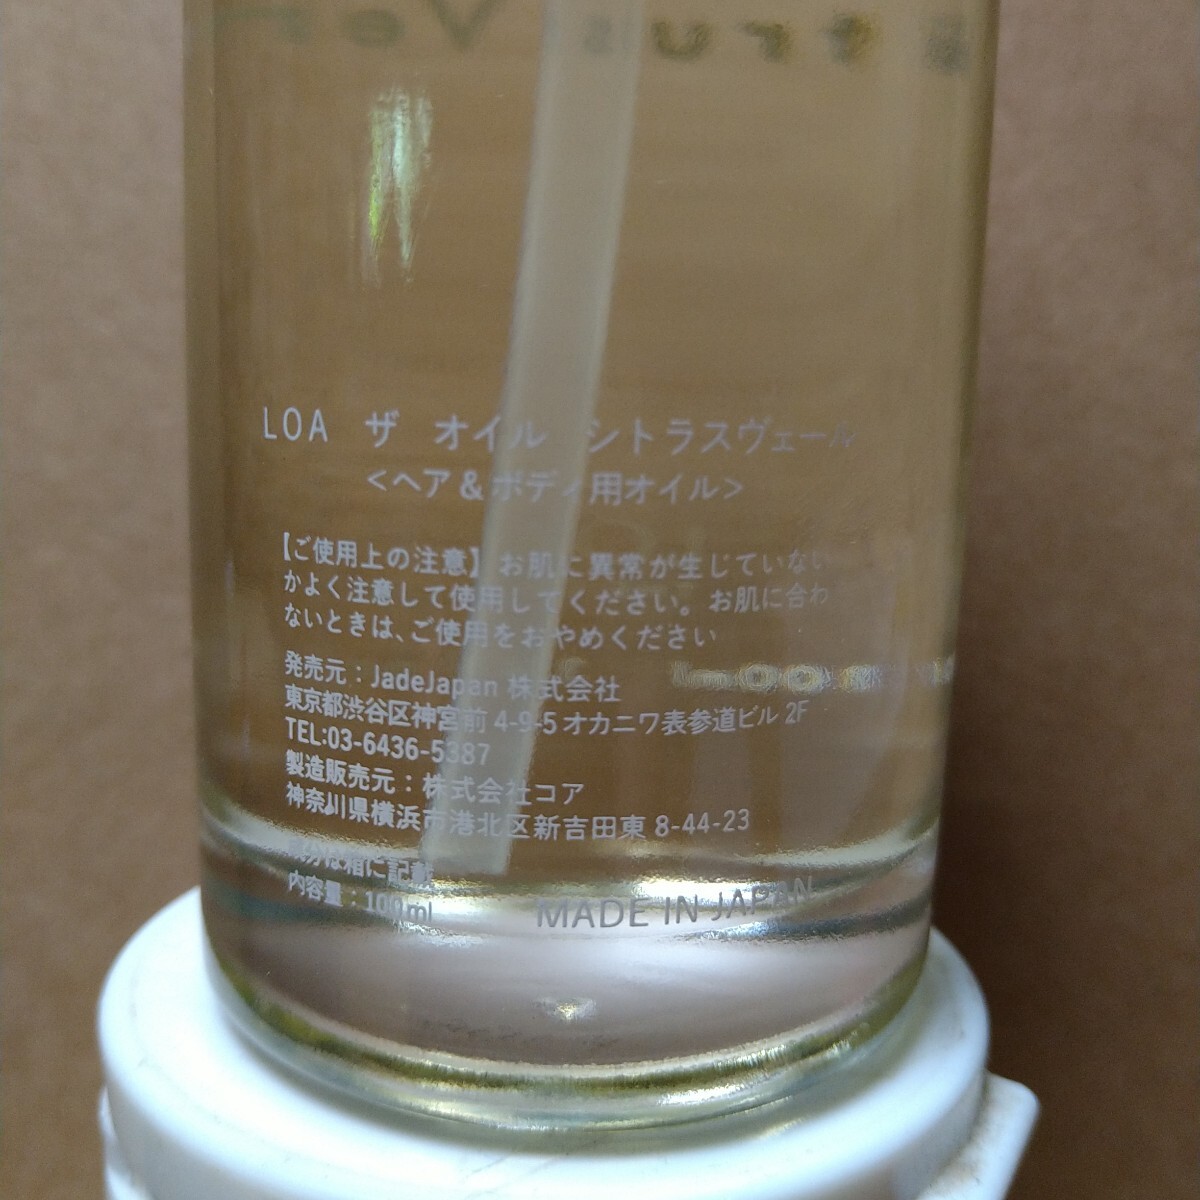 LOA ザ オイル シトラスヴェール
<ヘア＆ボディ用オイル>
【ご使用上の注意】お肌に異常が生じていない
かよく注意して使用してください。お肌に合わ
ないときは、ご使用をおやめください
発売元：JadeJapan 株式会社
東京都渋谷区神宮前 4-9-5 オカニワ表参道ビル 2F
TEL:03-6436-5387
製造販売元：株式会社コア
神奈川県横浜市港北区新吉田東 8-44-23
成分は箱に記載
内容量：100ml
MADE IN JAPAN